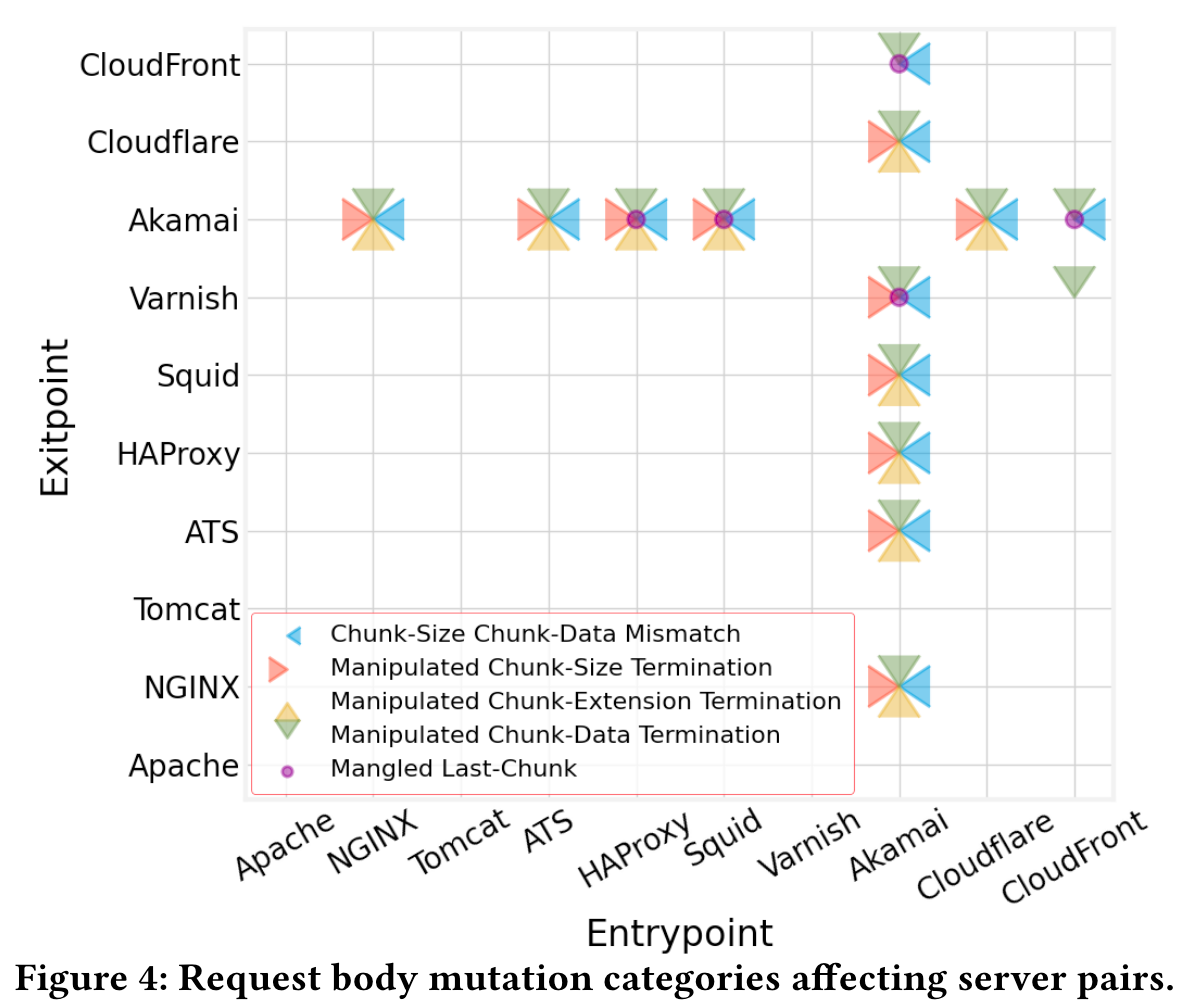 CloudFront
Cloudflare
Akamai
Varnish
Squid
HAProxy
ATS
Tomcat
NGINX
Apache
Exitpoint
Chunk-Size Chunk-Data Mismatch
Manipulated Chunk-Size Termination
Manipulated Chunk-Extension Termination
Manipulated Chunk-Data Termination
Mangled Last-Chunk
Apache
NGINX
Tomcat
ATS
HAProxy
Squid
Varnish
Akamai
Cloudflare
CloudFront
Entrypoint
Figure 4: Request body mutation categories affecting server pairs.